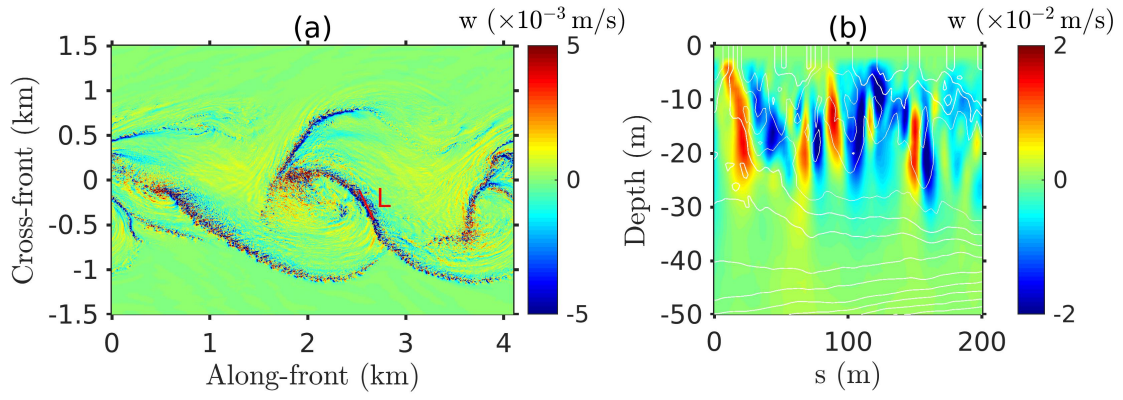 (a)
w (×10⁻³ m/s)
1.5
1
0.5
0
-0.5
-1
-1.5
Cross-front (km)
L
0 1 2 3 4
Along-front (km)
5
0
-5
(b)
w (×10⁻² m/s)
0
-10
-20
-30
-40
-50
Depth (m)
0 100 200
s (m)
2
0
-2